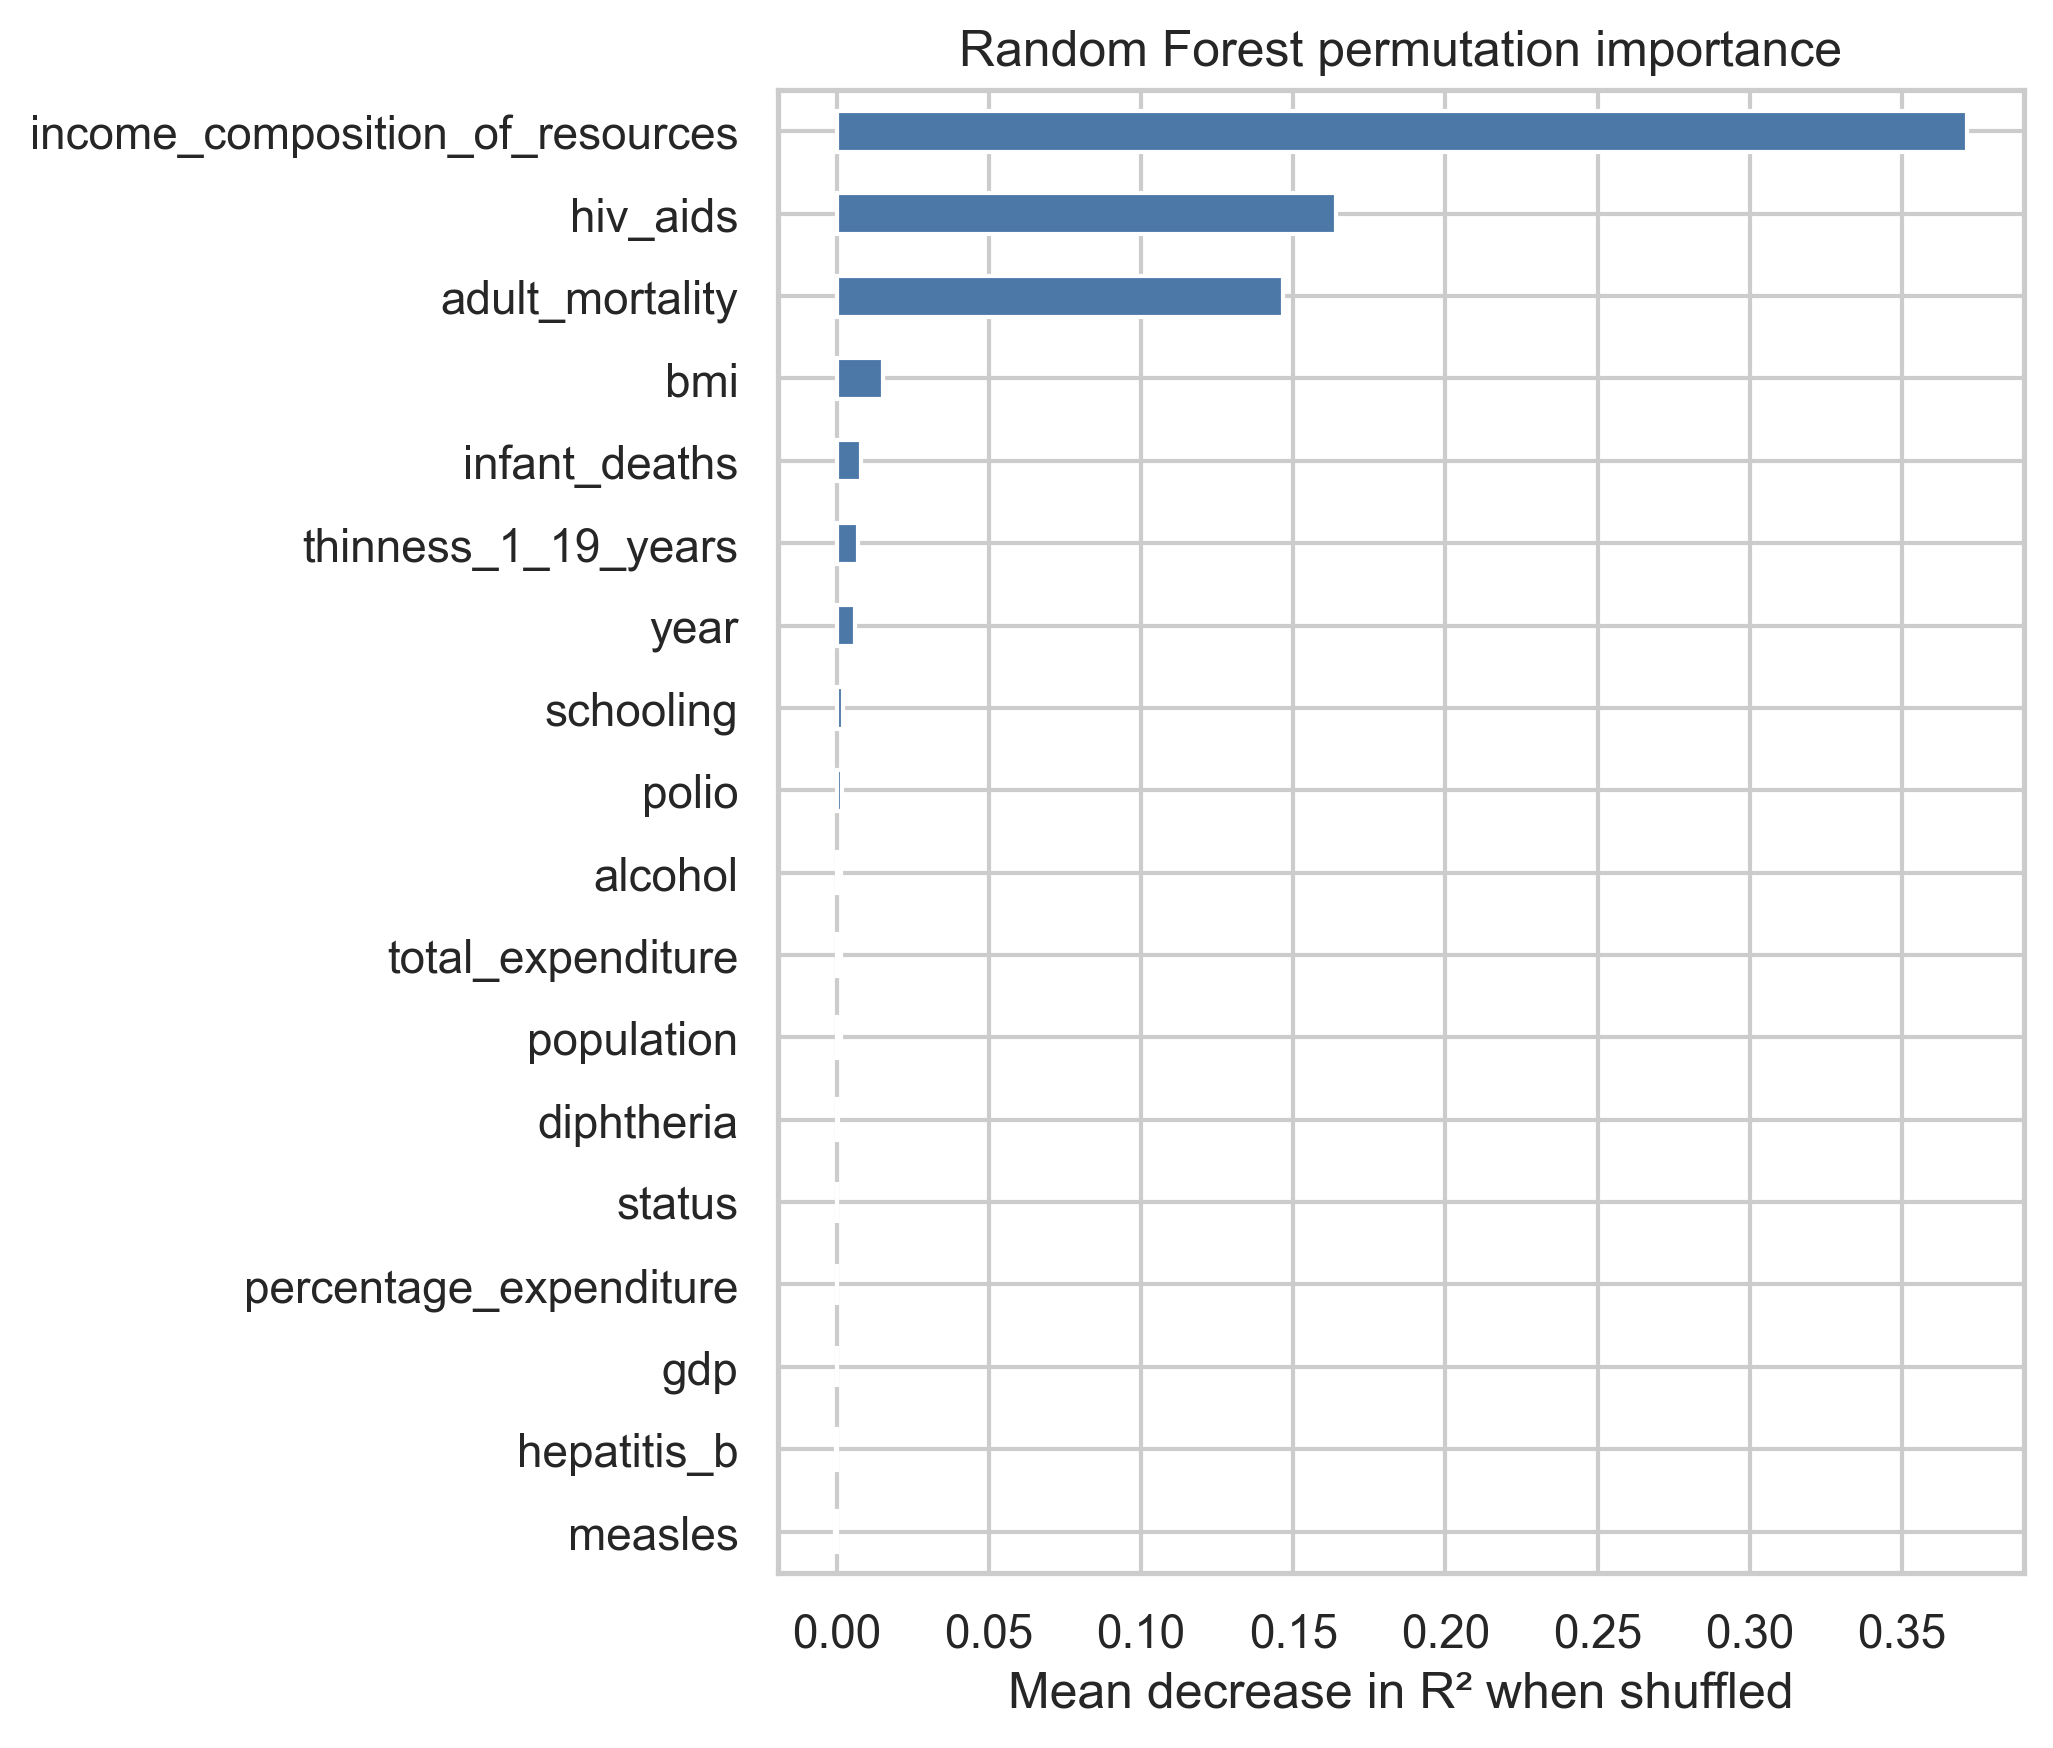 Random Forest permutation importance
income_composition_of_resources
hiv_aids
adult_mortality
bmi
infant_deaths
thinness_1_19_years
year
schooling
polio
alcohol
total_expenditure
population
diphtheria
status
percentage_expenditure
gdp
hepatitis_b
measles
0.00 0.05 0.10 0.15 0.20 0.25 0.30 0.35
Mean decrease in R² when shuffled